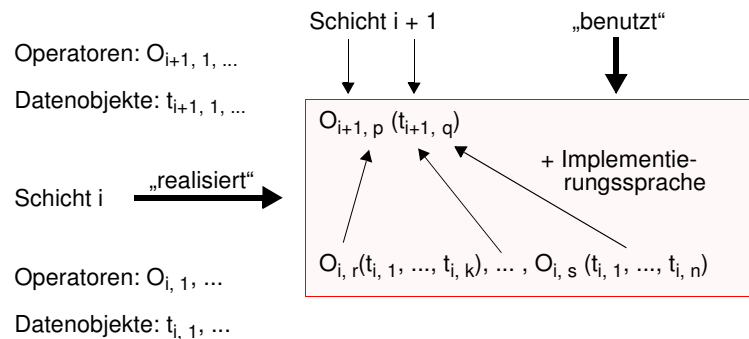 Schicht i + 1
„benutzt“
Operatoren: Oi+1, 1, ...
Datenobjekte: ti+1, 1, ...
Oi+1, p (ti+1, q)
+ Implementie-
rungssprache
„realisiert“
Schicht i
Oi, r(ti, 1, ..., ti, k), ... , Oi, s (ti, 1, ..., ti, n)
Operatoren: Oi, 1, ...
Datenobjekte: ti, 1, ...